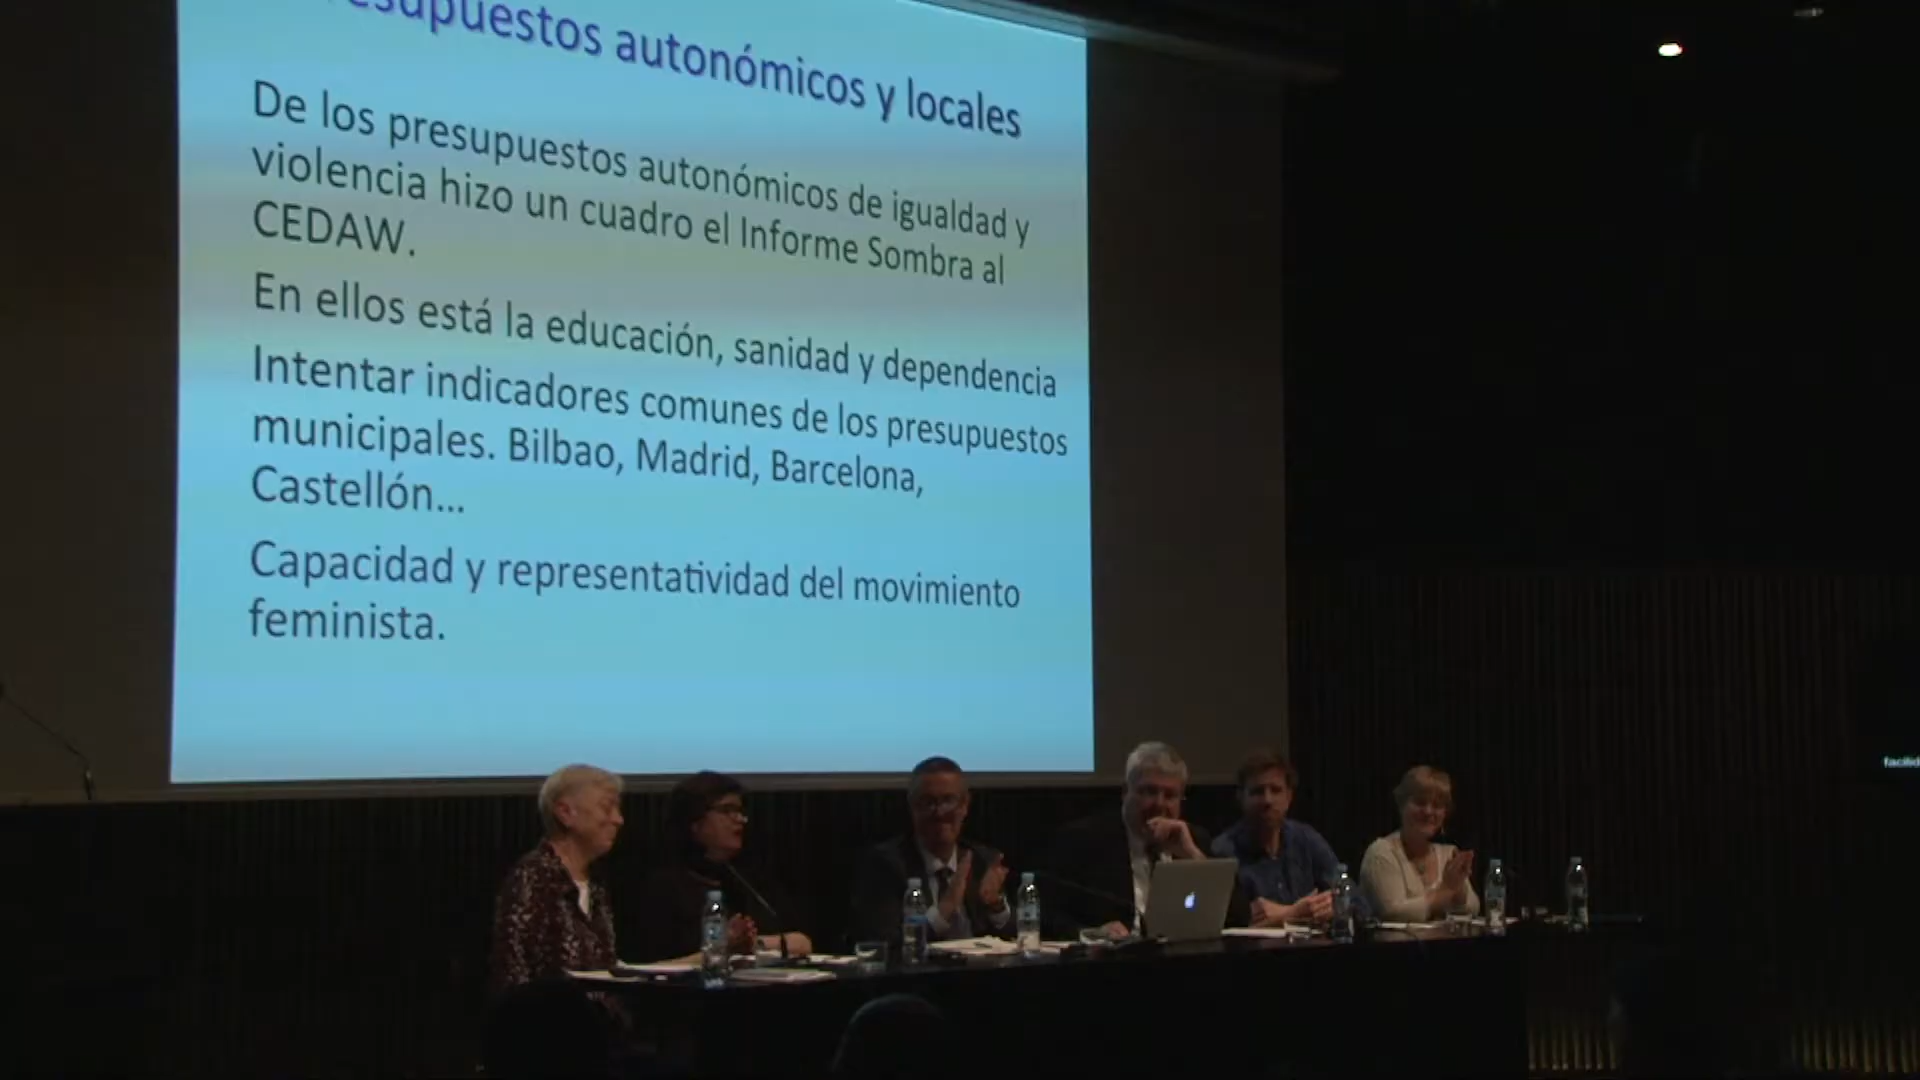 autonómicos y locales
De los presupuestos autonómicos de igualdad y
violencia hizo un cuadro el Informe Sombra al
CEDAW.
En ellos está la educación, sanidad y dependencia
Intentar indicadores comunes de los presupuestos
municipales. Bilbao, Madrid, Barcelona,
Castellón...
Capacidad y representatividad del movimiento
feminista.